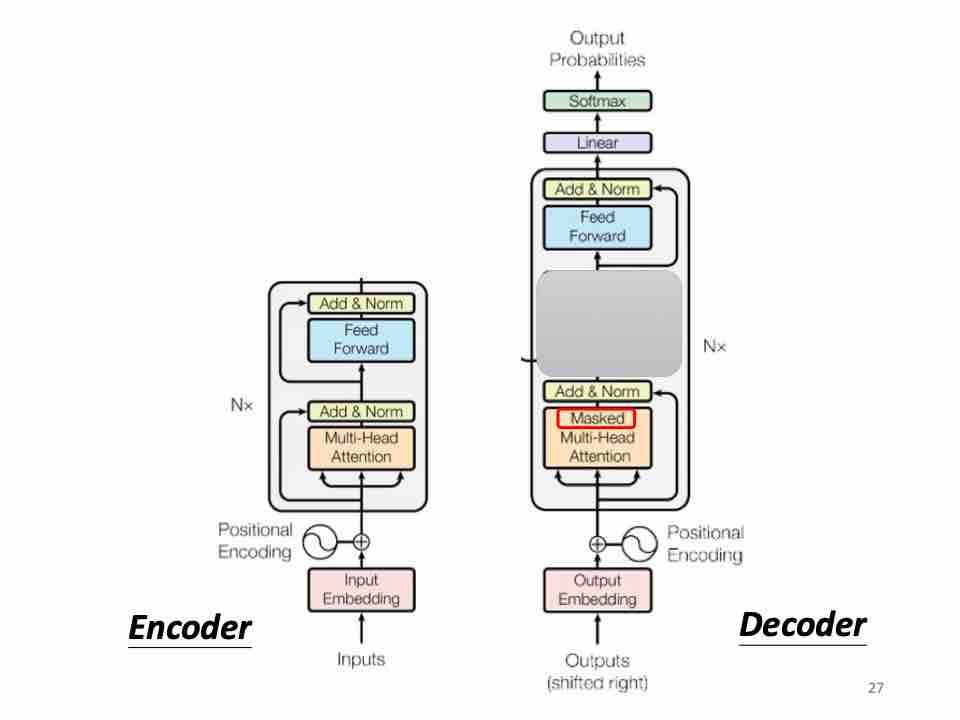 Output
Probabilities
Softmax
Linear
Add & Norm
Feed
Forward
Add & Norm
Masked
Multi-Head
Attention
Nx
Positional
Encoding
Output
Embedding
Outputs
(shifted right)
Decoder
Add & Norm
Feed
Forward
Nx
Add & Norm
Multi-Head
Attention
Positional
Encoding
Input
Embedding
Inputs
Encoder
27